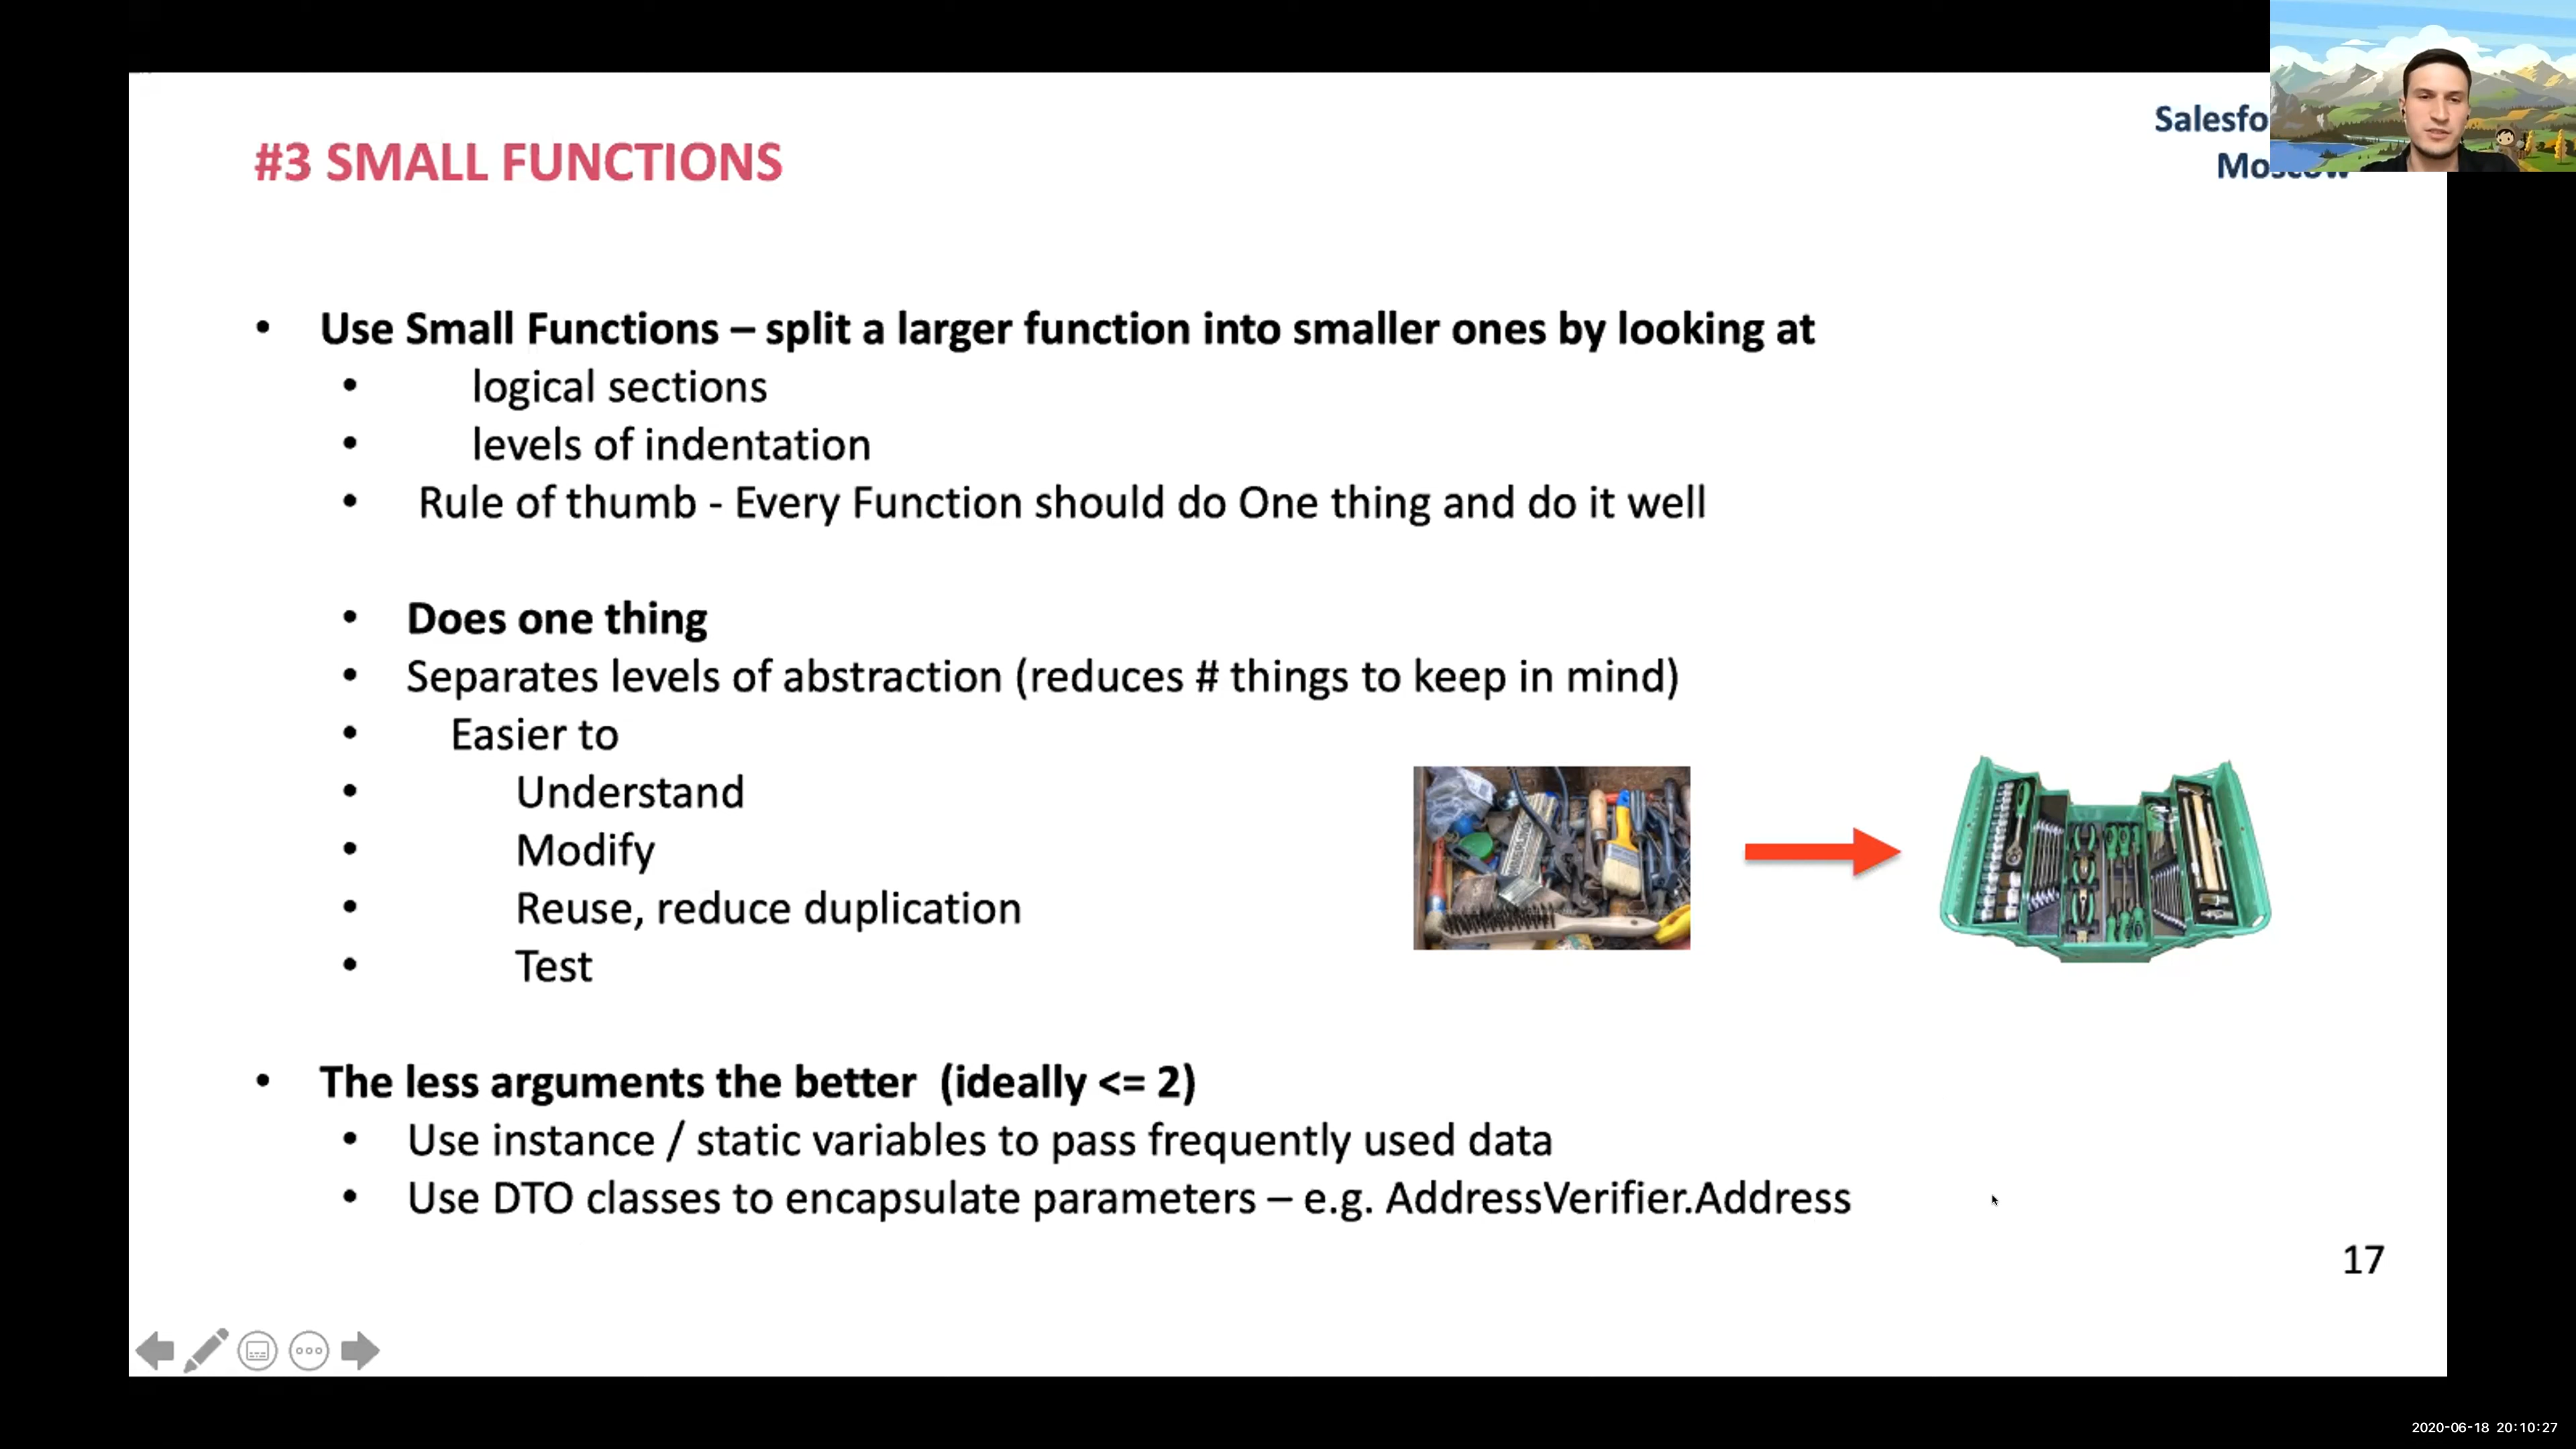 #3 SMALL FUNCTIONS
Moscow
• Use Small Functions – split a larger function into smaller ones by looking at
• logical sections
• levels of indentation
• Rule of thumb - Every Function should do One thing and do it well
• Does one thing
• Separates levels of abstraction (reduces # things to keep in mind)
• Easier to
• Understand
• Modify
• Reuse, reduce duplication
• Test
• The less arguments the better (ideally <= 2)
• Use instance / static variables to pass frequently used data
• Use DTO classes to encapsulate parameters – e.g. AddressVerifier.Address
17
2020-06-18 20:10:27